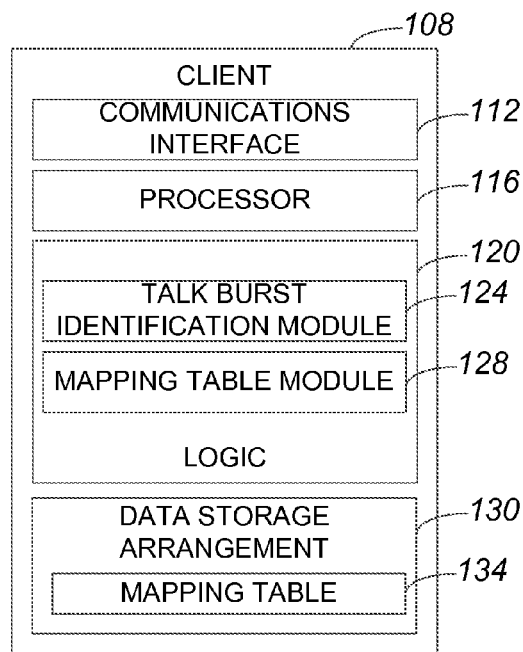 108
CLIENT
COMMUNICATIONS
INTERFACE
112
PROCESSOR
116
120
TALK BURST
IDENTIFICATION MODULE
124
MAPPING TABLE MODULE
128
LOGIC
DATA STORAGE
ARRANGEMENT
130
MAPPING TABLE
134